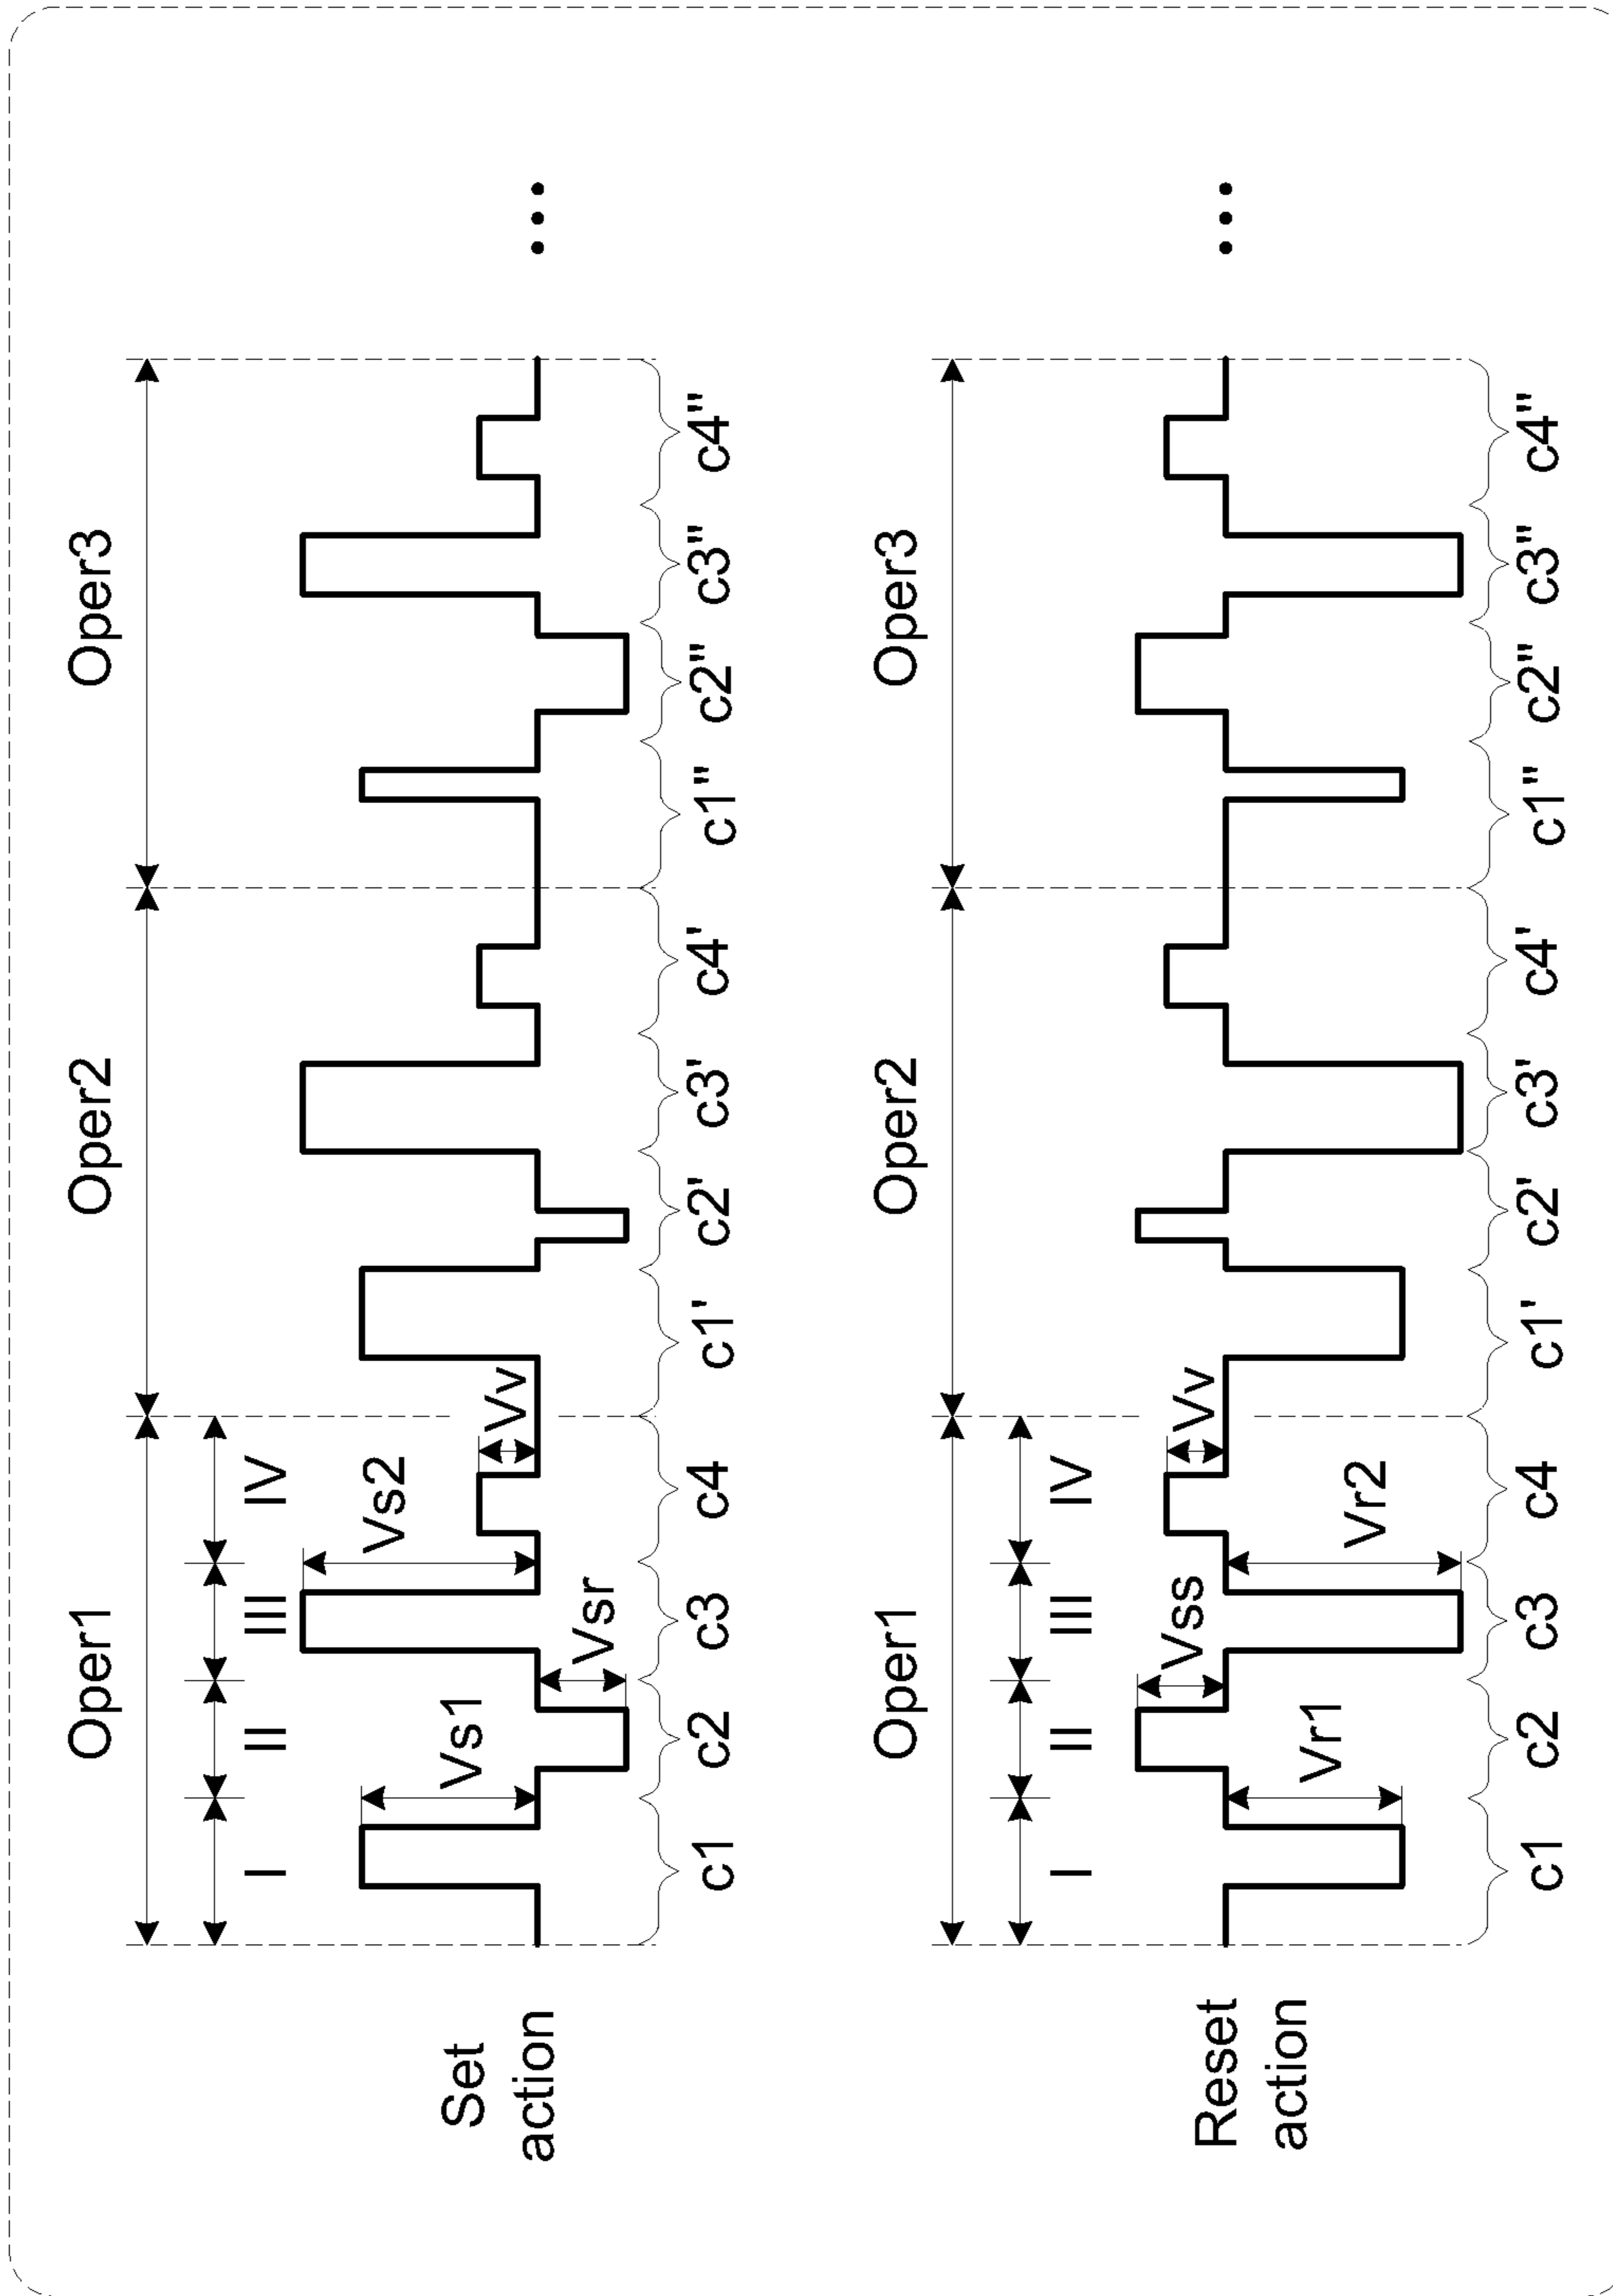 Oper1
Oper2
Oper3
I
II
III
IV
Vs1
Vs2
Vsr
Vv
Set
action
c1
c2
c3
c4
c1'
c2'
c3'
c4'
c1"
c2"
c3"
c4"
Oper1
Oper2
Oper3
I
II
III
IV
Vss
Vv
Vr1
Vr2
Reset
action
c1
c2
c3
c4
c1'
c2'
c3'
c4'
c1"
c2"
c3"
c4"